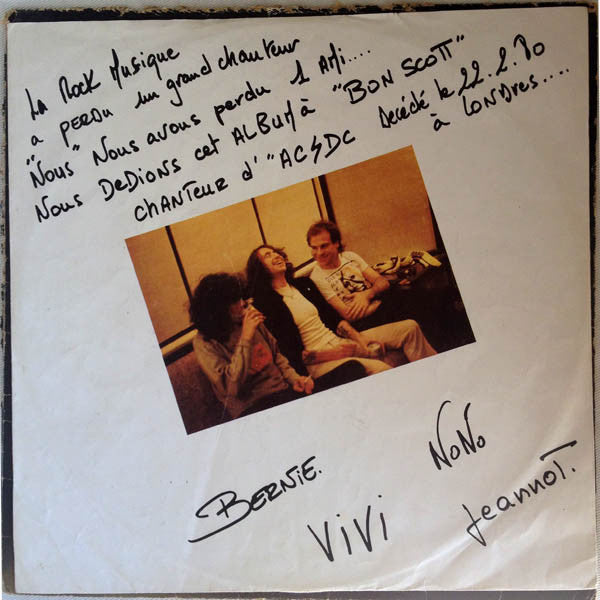 LA ROCK MUSIQUE
a PERDU un grand chanteur
"Nous" Nous avons perdu 1 AMi....
Nous DeDions cet ALBUM à "BON SCOTT"
chanTeur d'"AC⚡DC Decédé le 22.2.80
à LONDRes....
BERNiE.
NoNo
ViVi
JeannoT.